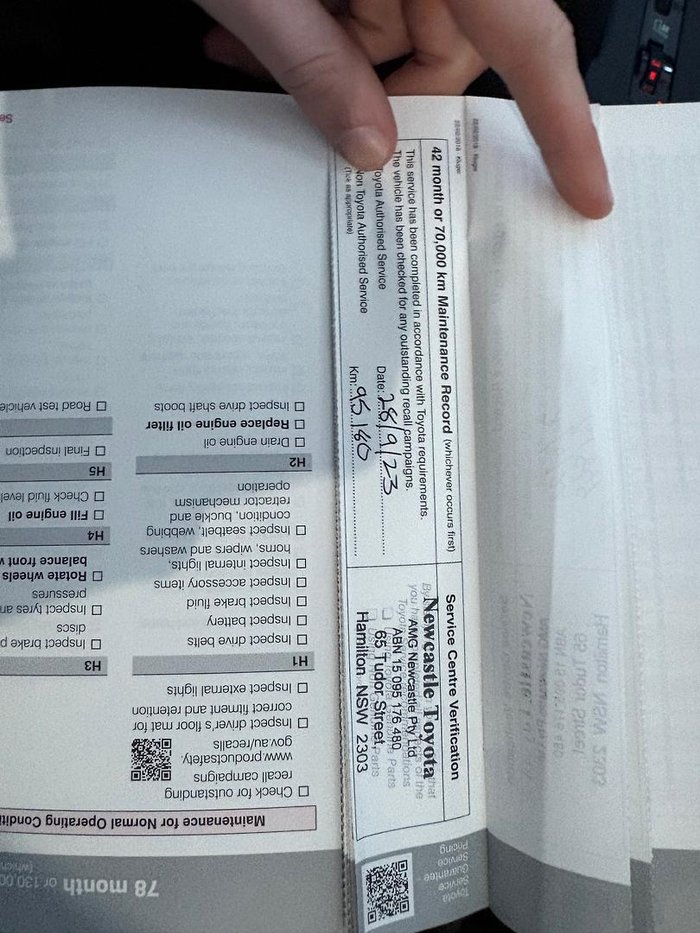 42 month or 70,000 km Maintenance Record (whichever occurs first)
This service has been completed in accordance with Toyota requirements.
The vehicle has been checked for any outstanding recall campaigns.
Toyota Authorised Service
Date: 28/9/23
Non Toyota Authorised Service
Km: 95,180
(Tick as appropriate)
Service Centre Verification
Newcastle Toyota
AMG Newcastle Pty Ltd
ABN 15 095 176 480
65 Tudor Street,
Hamilton NSW 2303
Toyota
Service
Guarantee
Service
Pricing
78 month or 130,00
Maintenance for Normal Operating Conditi
Check for outstanding
recall campaigns
www.productsafety.
gov.au/recalls
Inspect driver's floor mat for
correct fitment and retention
Inspect external lights
H1
Inspect drive belts
Inspect battery
Inspect brake fluid
Inspect accessory items
Inspect internal lights,
horns, wipers and washers
Inspect seatbelt, webbing
condition, buckle and
retractor mechanism
operation
H2
Drain engine oil
Replace engine oil filter
Inspect drive shaft boots
H3
Inspect brake p
discs
Inspect tyres an
pressures
Rotate wheels
balance front
H4
Fill engine oil
Check fluid level
H5
Final inspection
Road test vehicle